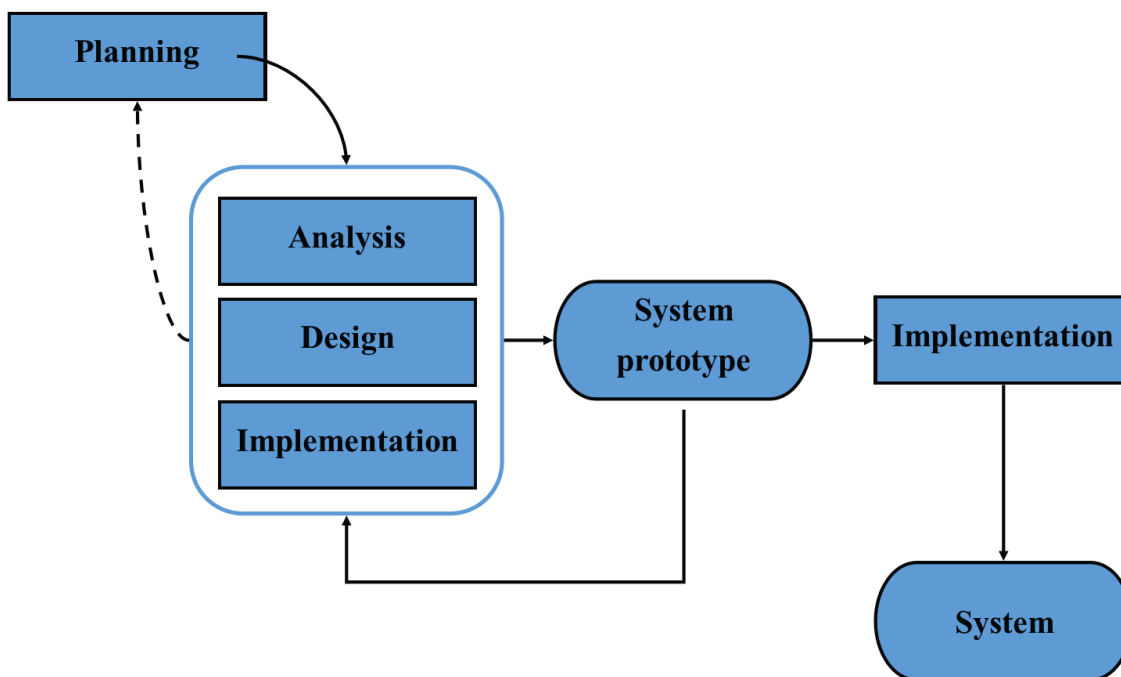 Planning
Analysis
Design
Implementation
System
prototype
Implementation
System